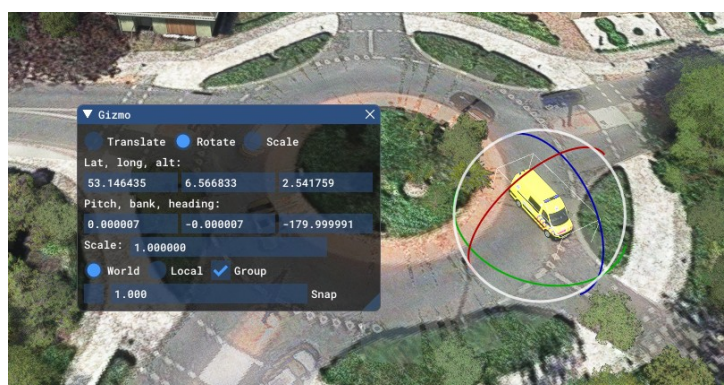 Gizmo
Translate Rotate Scale
Lat, long, alt:
53.146435 6.566833 2.541759
Pitch, bank, heading:
0.000007 -0.000007 -179.999991
Scale: 1.000000
World Local Group
1.000 Snap